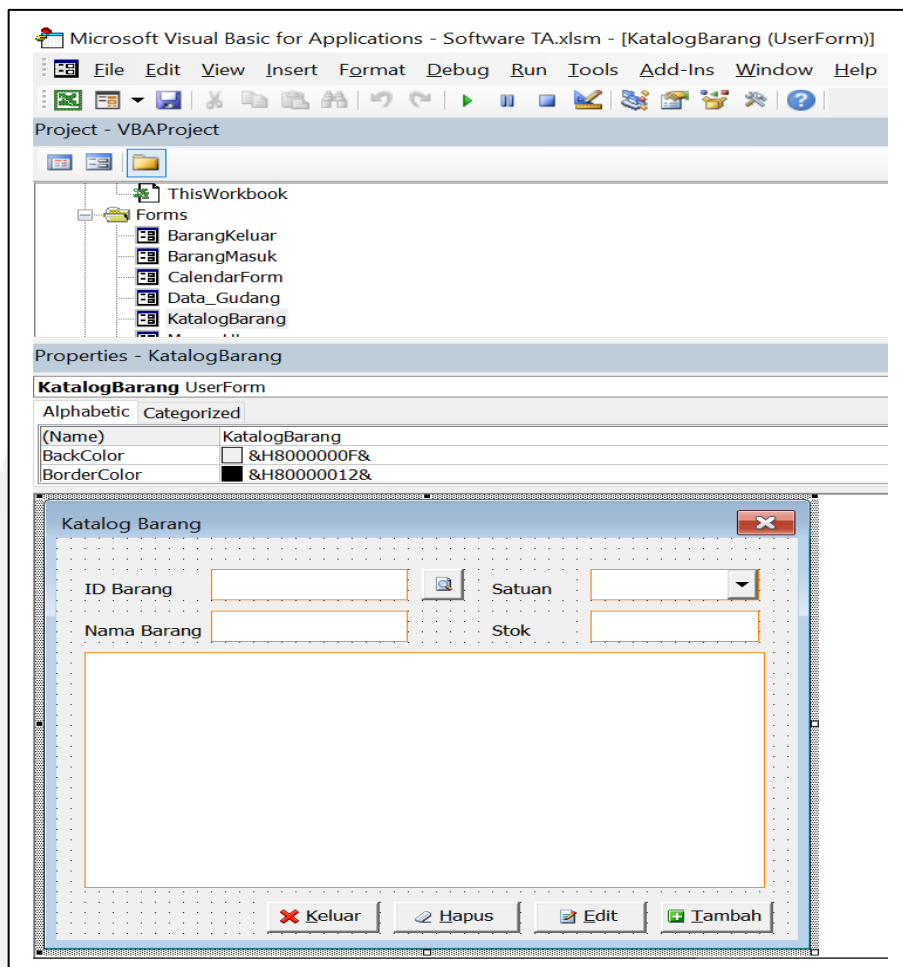 Microsoft Visual Basic for Applications - Software TA.xlsm - [KatalogBarang (UserForm)]
File Edit View Insert Format Debug Run Tools Add-Ins Window Help
Project - VBAProject
ThisWorkbook
Forms
BarangKeluar
BarangMasuk
CalendarForm
Data_Gudang
KatalogBarang
Properties - KatalogBarang
KatalogBarang UserForm
Alphabetic Categorized
(Name) KatalogBarang
BackColor &H8000000F&
BorderColor &H80000012&
Katalog Barang
ID Barang Satuan
Nama Barang Stok
Keluar Hapus Edit Tambah